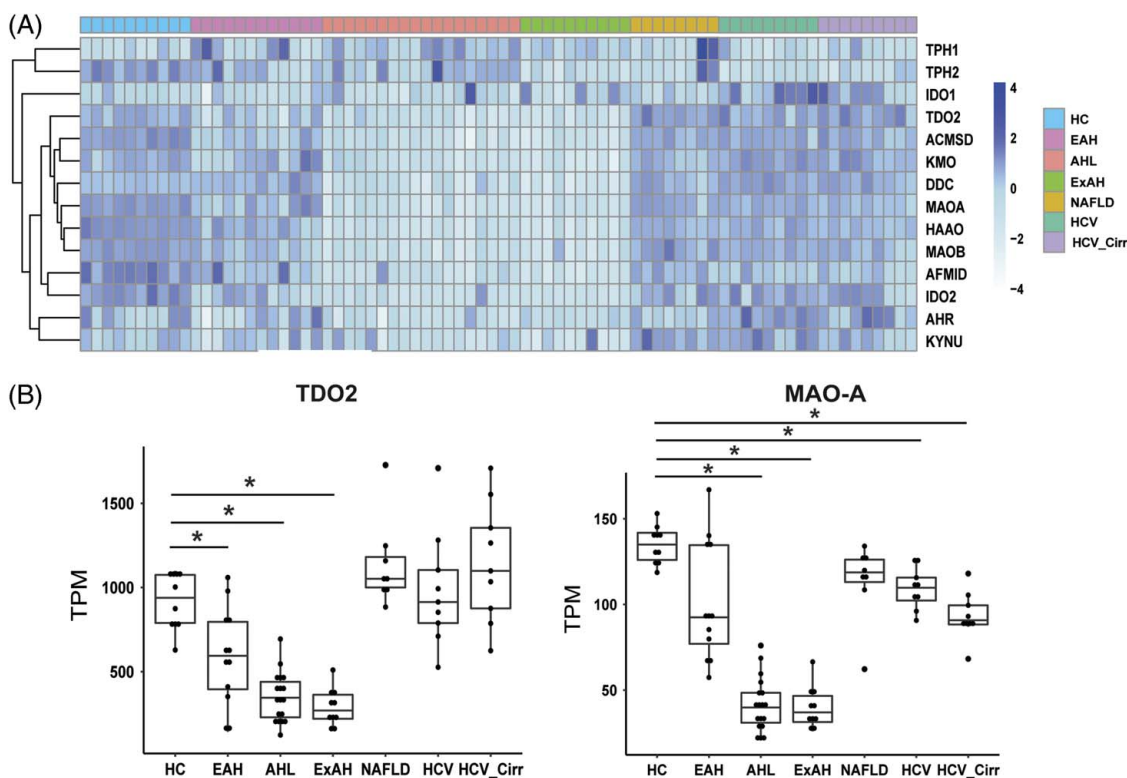 (A)
TPH1
TPH2
IDO1
TDO2
ACMSD
KMO
DDC
MAOA
HAAO
MAOB
AFMID
IDO2
AHR
KYNU
4
2
0
−2
−4
HC
EAH
AHL
ExAH
NAFLD
HCV
HCV_Cirr
(B)
TDO2
TPM
1500
1000
500
* * *
HC EAH AHL ExAH NAFLD HCV HCV_Cirr
MAO-A
TPM
150
100
50
* * * *
HC EAH AHL ExAH NAFLD HCV HCV_Cirr